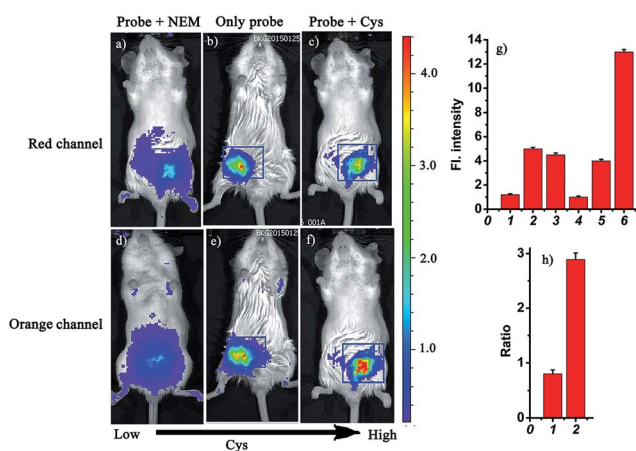 Probe + NEM Only probe Probe + Cys
a) b) BKG20150125 c)
Red channel
001A
d) e) BKG20150125 f)
Orange channel
Low High
Cys
4.0
3.0
2.0
1.0
g)
Fl. intensity
14
12
10
8
6
4
2
0
0 1 2 3 4 5 6
h)
Ratio
3
2
1
0
0 1 2